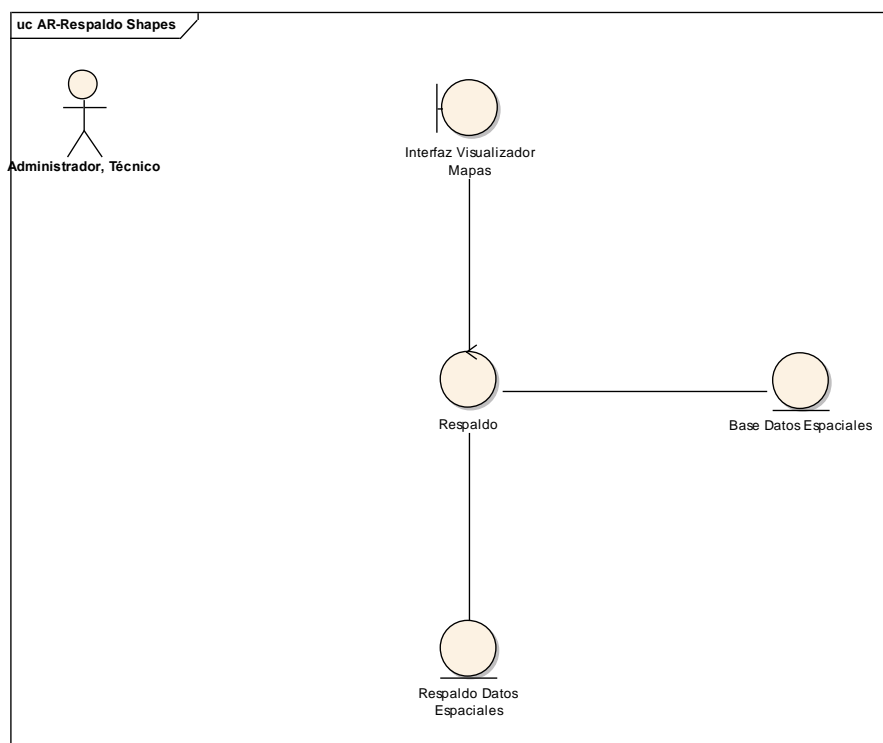 uc AR-Respaldo Shapes
Administrador, Técnico
Interfaz Visualizador
Mapas
Respaldo
Base Datos Espaciales
Respaldo Datos
Espaciales